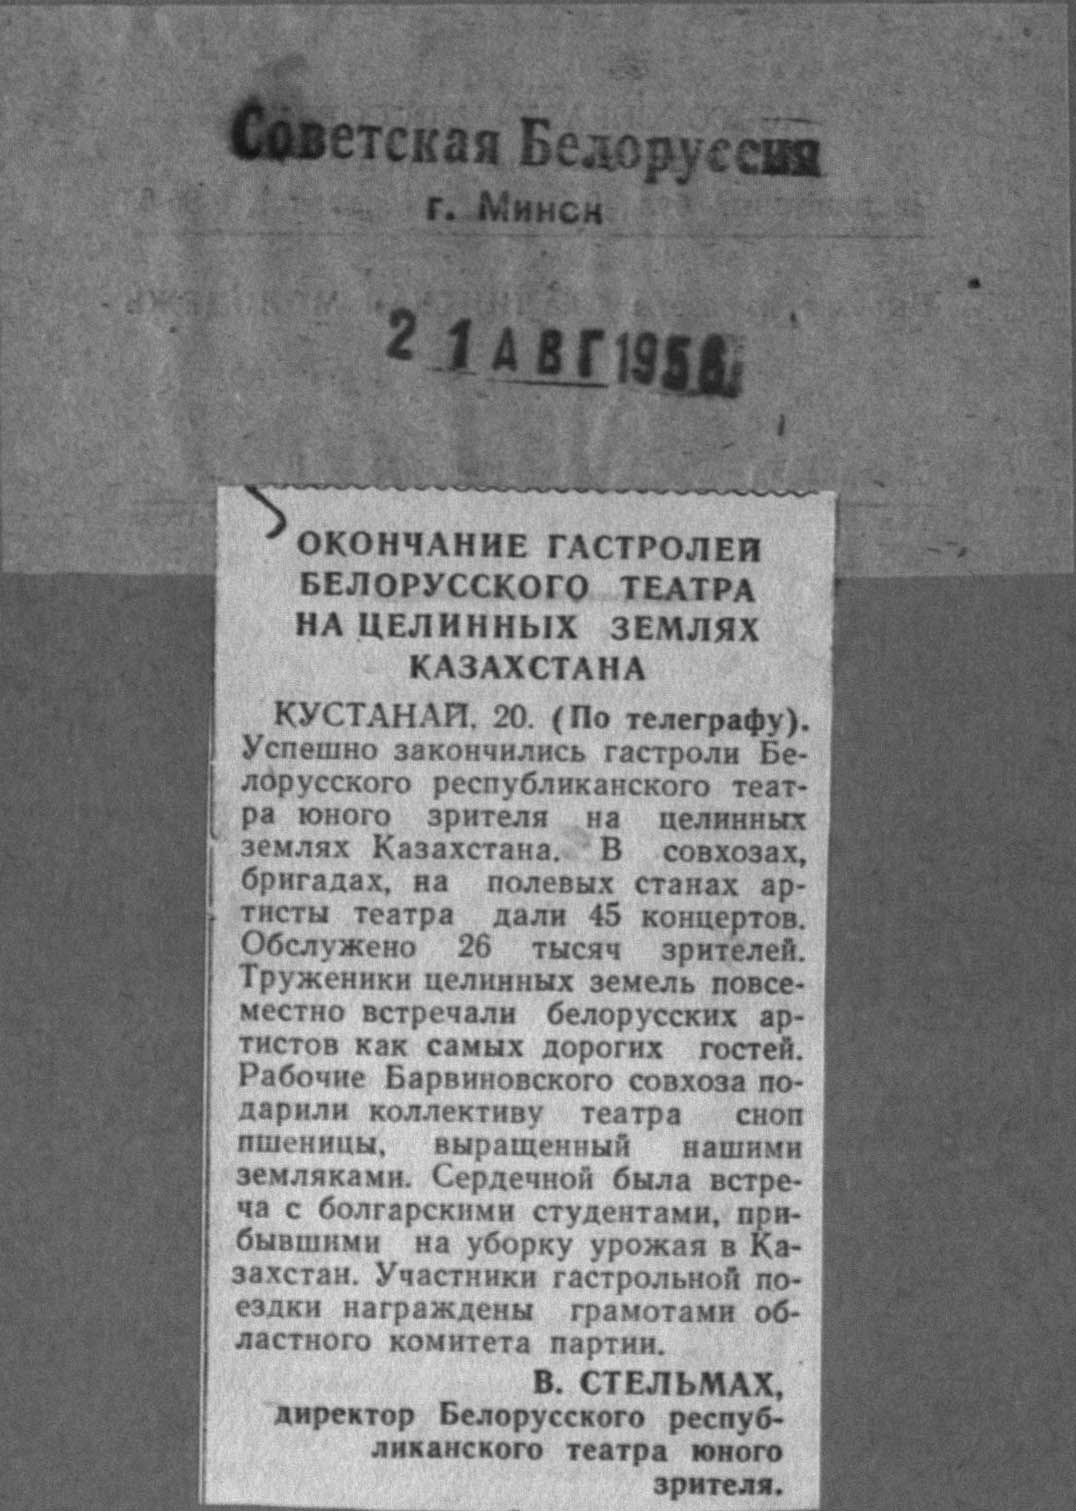 Советская Белоруссия
г. Минск
21 АВГ 1958
ОКОНЧАНИЕ ГАСТРОЛЕЙ
БЕЛОРУССКОГО ТЕАТРА
НА ЦЕЛИННЫХ ЗЕМЛЯХ
КАЗАХСТАНА
КУСТАНАЙ, 20. (По телеграфу).
Успешно закончились гастроли Бе-
лорусского республиканского теат-
ра юного зрителя на целинных
землях Казахстана. В совхозах,
бригадах, на полевых станах ар-
тисты театра дали 45 концертов.
Обслужено 26 тысяч зрителей.
Труженики целинных земель повсе-
местно встречали белорусских ар-
тистов как самых дорогих гостей.
Рабочие Барвиновского совхоза по-
дарили коллективу театра сноп
пшеницы, выращенный нашими
земляками. Сердечной была встре-
ча с болгарскими студентами, при-
бывшими на уборку урожая в Ка-
захстан. Участники гастрольной по-
ездки награждены грамотами об-
ластного комитета партии.
В. СТЕЛЬМАХ,
директор Белорусского респуб-
ликанского театра юного
зрителя.